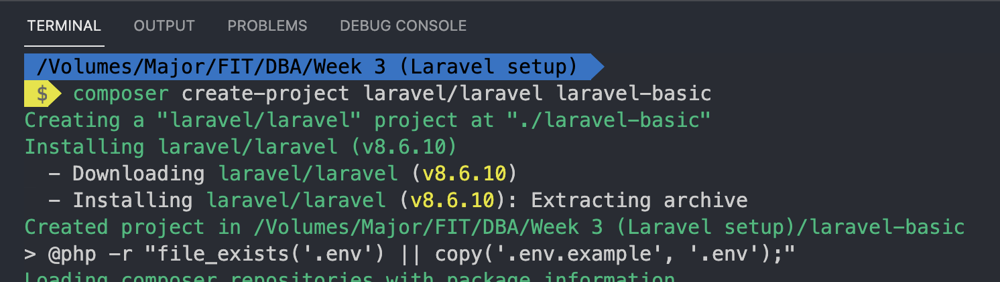 TERMINAL OUTPUT PROBLEMS DEBUG CONSOLE
/Volumes/Major/FIT/DBA/Week 3 (Laravel setup)
$ composer create-project laravel/laravel laravel-basic
Creating a "laravel/laravel" project at "./laravel-basic"
Installing laravel/laravel (v8.6.10)
  - Downloading laravel/laravel (v8.6.10)
  - Installing laravel/laravel (v8.6.10): Extracting archive
Created project in /Volumes/Major/FIT/DBA/Week 3 (Laravel setup)/laravel-basic
> @php -r "file_exists('.env') || copy('.env.example', '.env');"
Loading composer repositories with package information